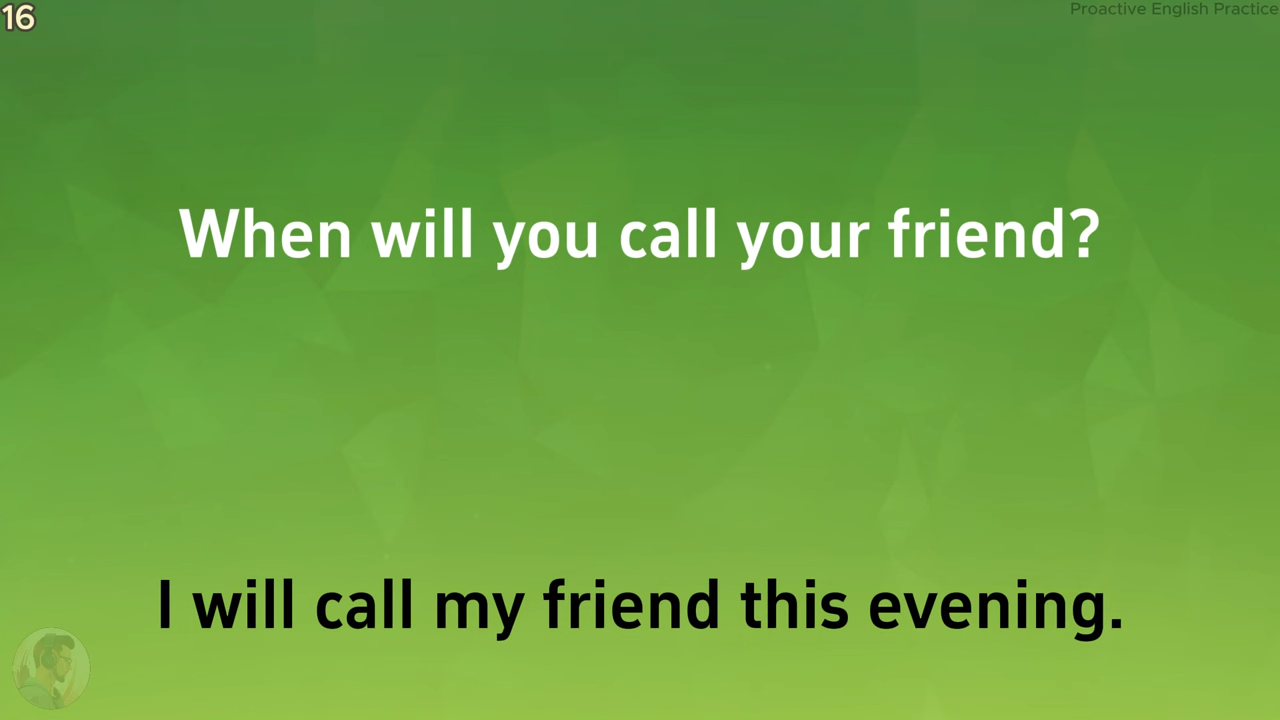 16
Proactive English Practice
When will you call your friend?
I will call my friend this evening.